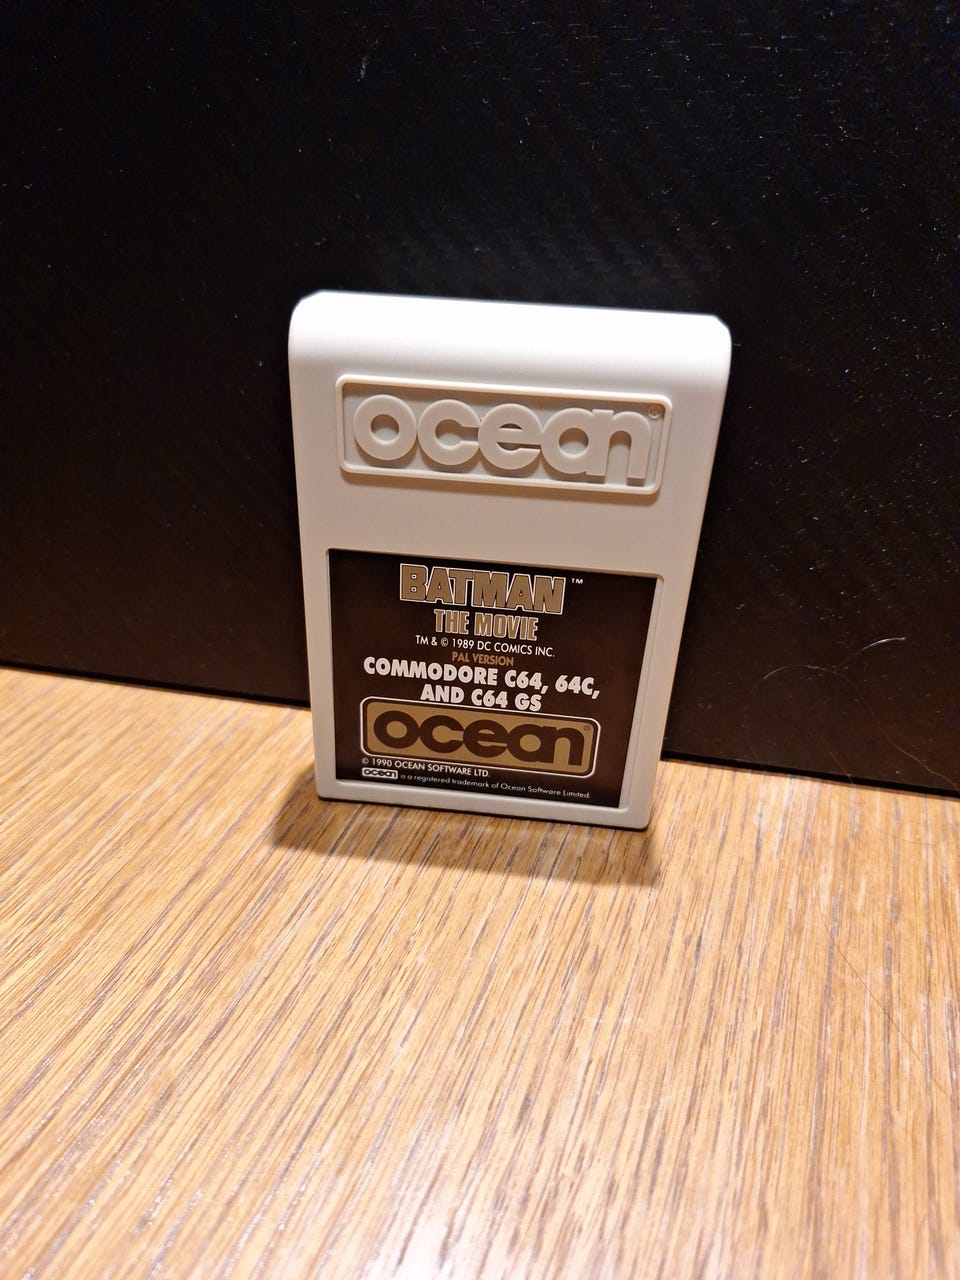 ocean®
BATMAN™
THE MOVIE
TM & © 1989 DC COMICS INC.
PAL VERSION
COMMODORE C64, 64C,
AND C64 GS
ocean®
© 1990 OCEAN SOFTWARE LTD.
ocean is a registered trademark of Ocean Software Limited.